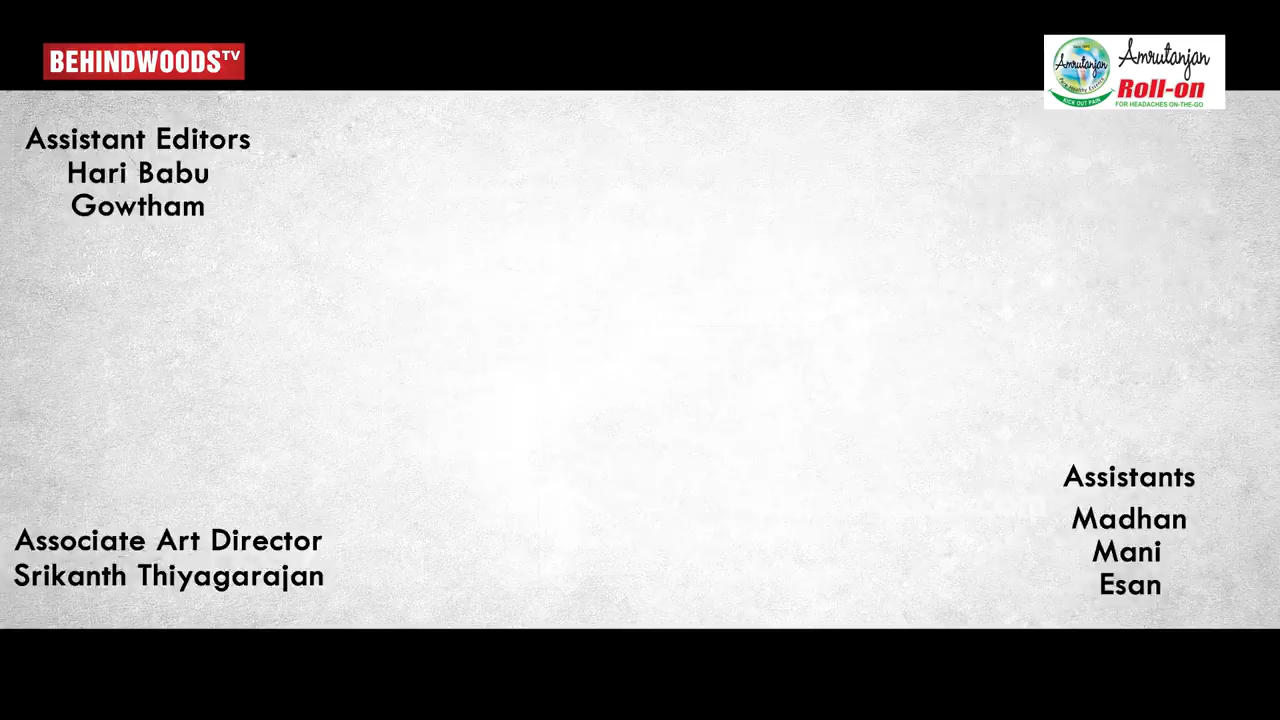 BEHINDWOODS TV
Amrutanjan
Roll-on
FOR HEADACHES ON-THE-GO
Amrutanjan
KICK OUT PAIN
Assistant Editors
Hari Babu
Gowtham
Assistants
Madhan
Mani
Esan
Associate Art Director
Srikanth Thiyagarajan